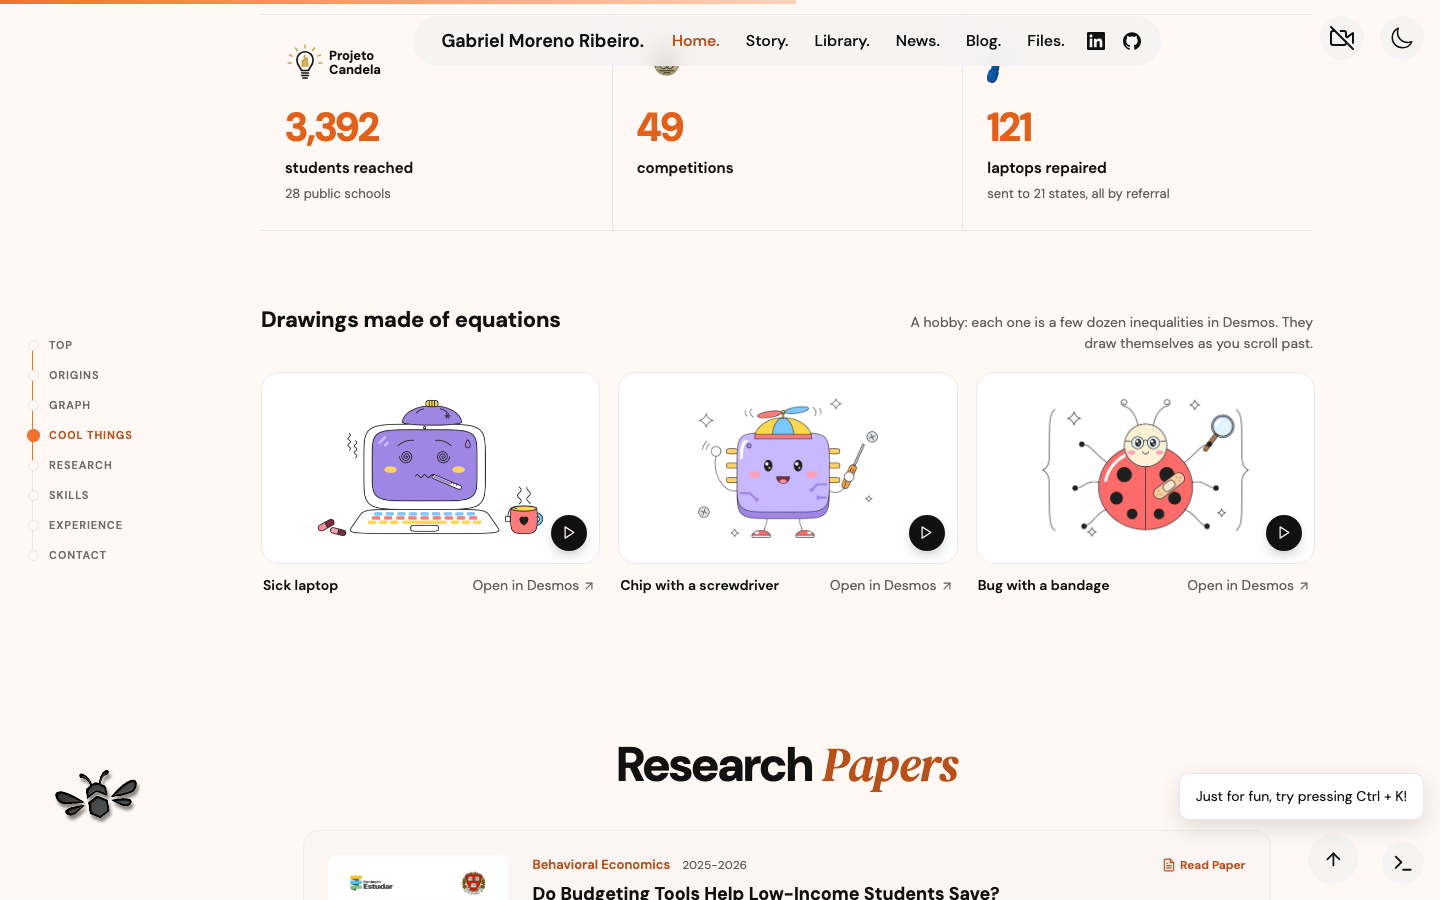 Gabriel Moreno Ribeiro.
Home.
Story.
Library.
News.
Blog.
Files.
Projeto
Candela
3,392
students reached
28 public schools
49
competitions
121
laptops repaired
sent to 21 states, all by referral
Drawings made of equations
A hobby: each one is a few dozen inequalities in Desmos. They
draw themselves as you scroll past.
TOP
ORIGINS
GRAPH
COOL THINGS
RESEARCH
SKILLS
EXPERIENCE
CONTACT
Sick laptop
Open in Desmos
Chip with a screwdriver
Open in Desmos
Bug with a bandage
Open in Desmos
Research Papers
Just for fun, try pressing Ctrl + K!
Behavioral Economics
2025-2026
Read Paper
Estudar
Do Budgeting Tools Help Low-Income Students Save?